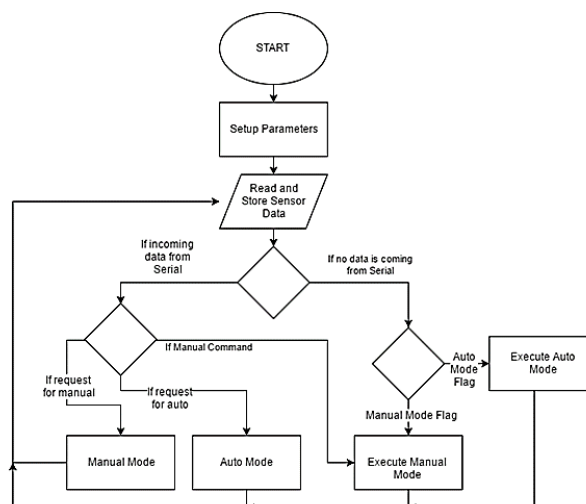 START
Setup Parameters
Read and
Store Sensor
Data
If incoming
data from
Serial
If no data is coming
from Serial
If Manual Command
Auto
Mode
Flag
Execute Auto
Mode
If request
for manual
If request
for auto
Manual Mode Flag
Manual Mode
Auto Mode
Execute Manual
Mode